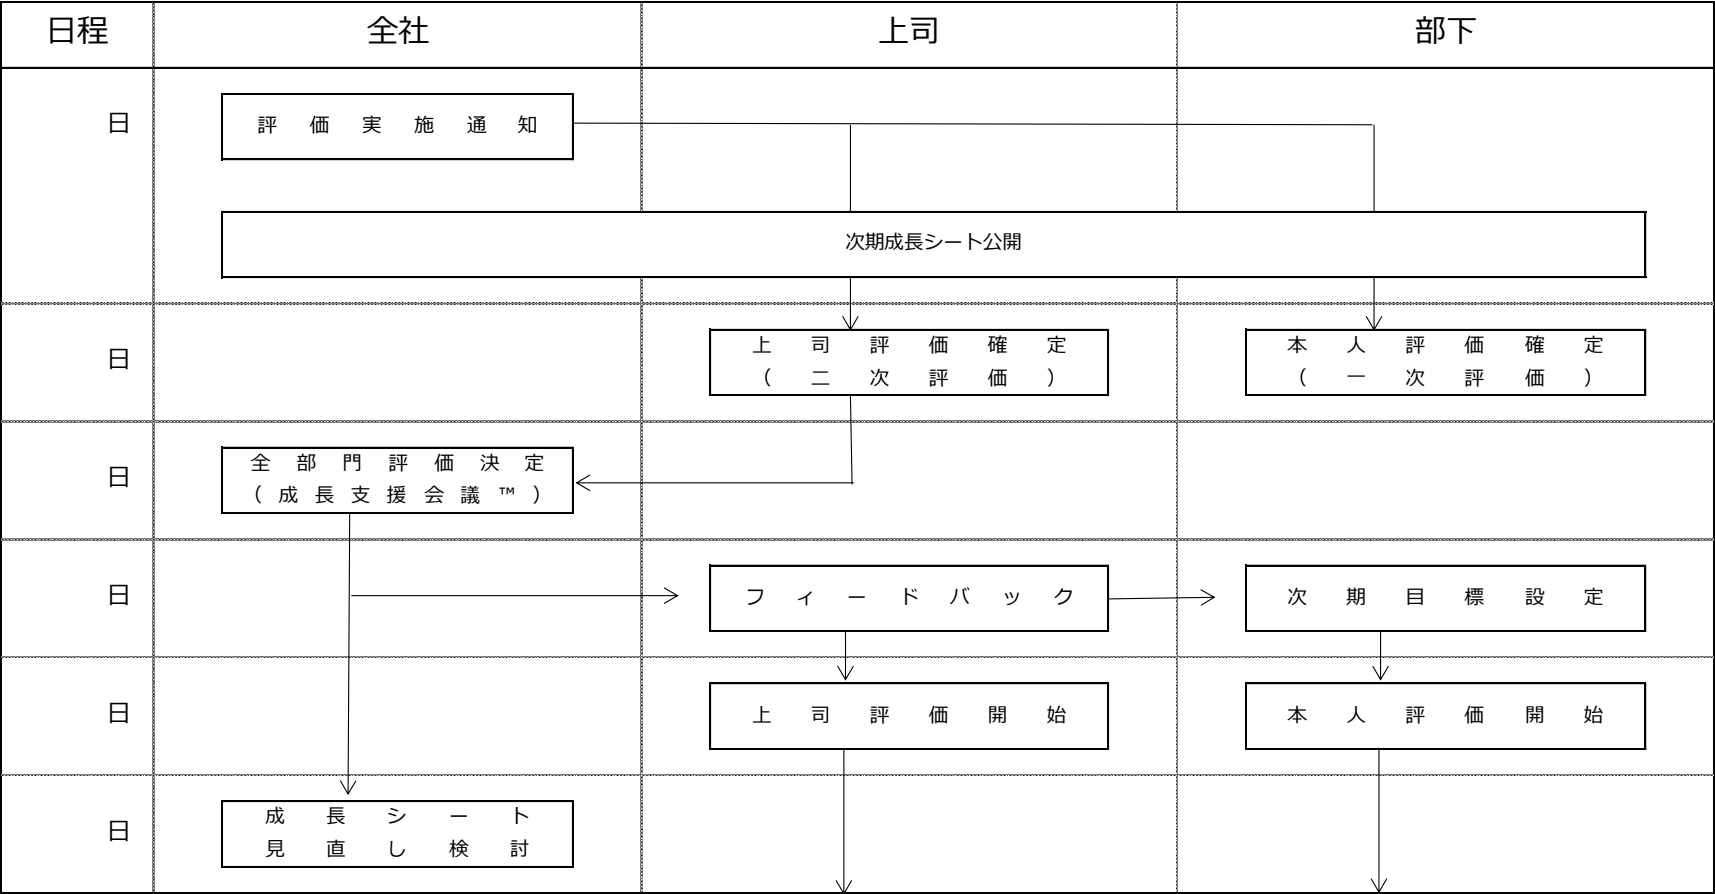 日程 全社 上司 部下
日 評価実施通知
次期成長シート公開
日 上司評価確定 本人評価確定
(二次評価) (一次評価)
日 全部門評価決定
(成長支援会議™)
日 フィードバック 次期目標設定
日 上司評価開始 本人評価開始
日 成長シート
見直し検討